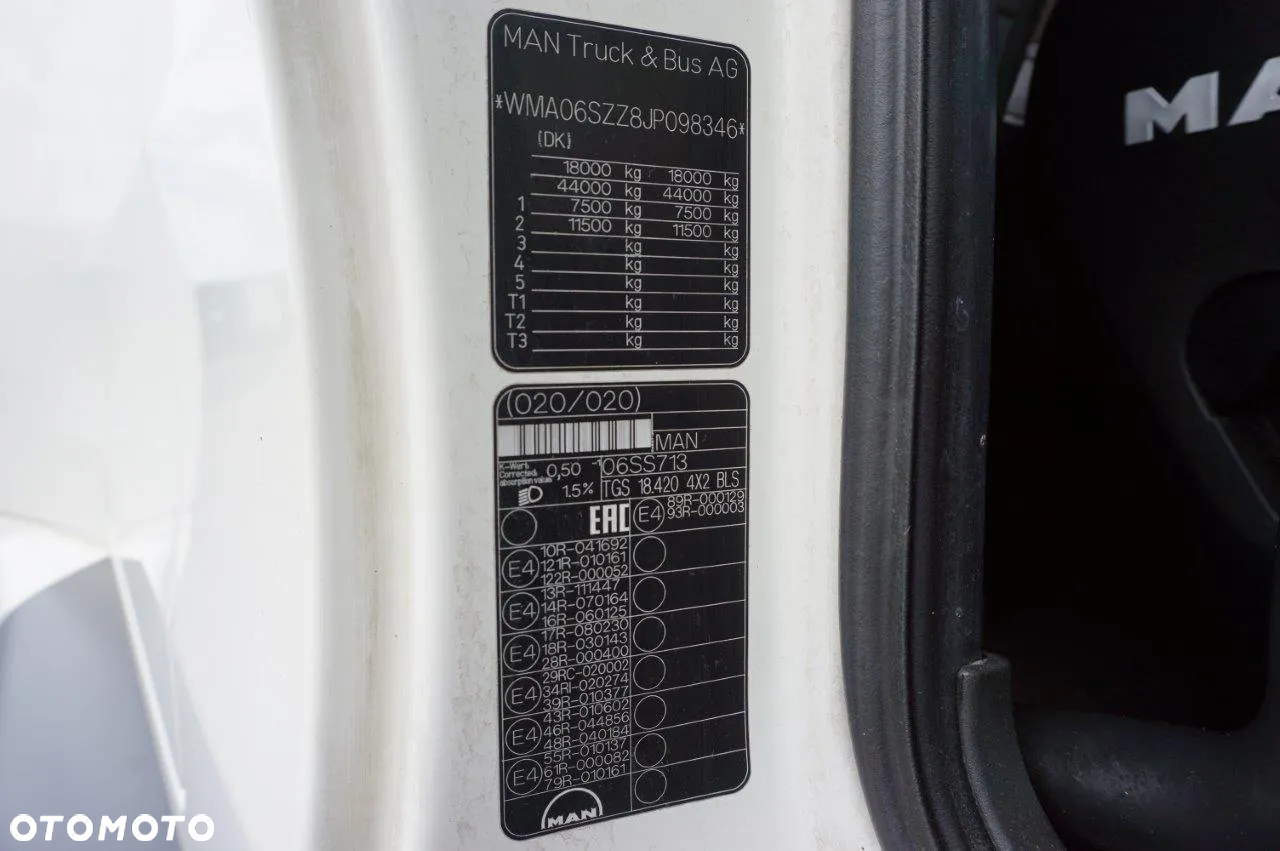 MAN Truck & Bus AG
*WMA06SZZ8JP098346*
(DK)
18000 kg 18000 kg
44000 kg 44000 kg
1 7500 kg 7500 kg
2 11500 kg 11500 kg
3 kg kg
4 kg kg
5 kg kg
T1 kg kg
T2 kg kg
T3 kg kg
(020/020)
MAN
K-Wert
Corrected
absorption value
0,50
06SS713
1.5% TGS 18.420 4X2 BLS
EAC
E4 89R-000129
93R-000003
E4 10R-041692
121R-010161
122R-000052
E4 13R-111447
14R-070164
16R-060125
E4 17R-080230
18R-030143
28R-000400
E4 29RC-020002
34RI-020274
39R-010377
E4 43R-010602
46R-044856
48R-040184
E4 55R-010137
61R-000082
79R-010161
MAN
MA
OTOMOTO